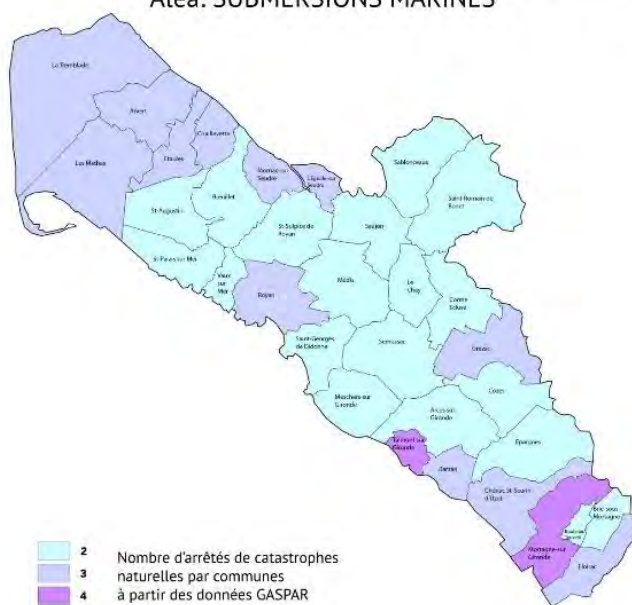 Aléa: SUBMERSIONS MARINES
La Tremblade
Arvert
Chaillevette
Les Mathes
Etaules
Mornac-sur
Seudre
L'Eguille-sur
Seudre
Sablonceaux
Saint Romain de
Benet
Breuillet
St-Augustin
St-Sulpice de
Royan
Saujon
St-Palais sur Mer
Vaux
sur
Mer
Royan
Médis
Le
Chay
Corme
Ecluse
Saint Georges
de Didonne
Semussac
Grézac
Cozes
Meschers-sur
Gironde
Arces-sur
Gironde
Epargnes
Talmont-sur
Gironde
Barzan
Chenac St-Seurin
d'Uzet
Brie-sous
Mortagne
Mortagne-sur
Gironde
Floirac
2
3
4
Nombre d'arrêtés de catastrophes
naturelles par communes
à partir des données GASPAR